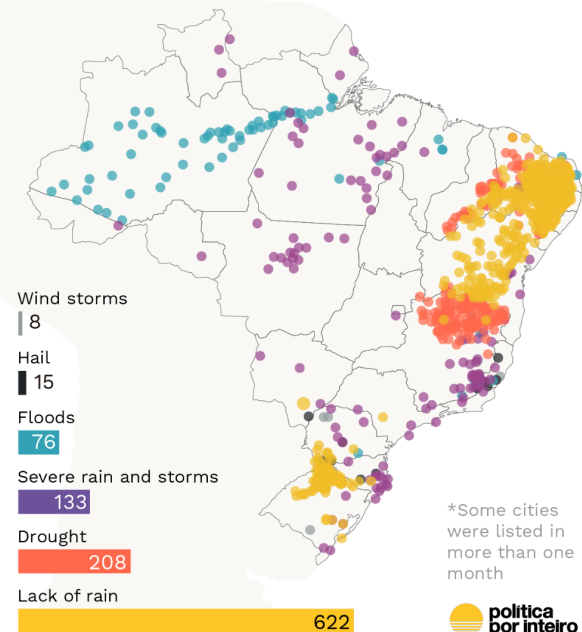 Wind storms
8
Hail
15
Floods
76
Severe rain and storms
133
Drought
208
Lack of rain
622
*Some cities
were listed in
more than one
month
política
por inteiro